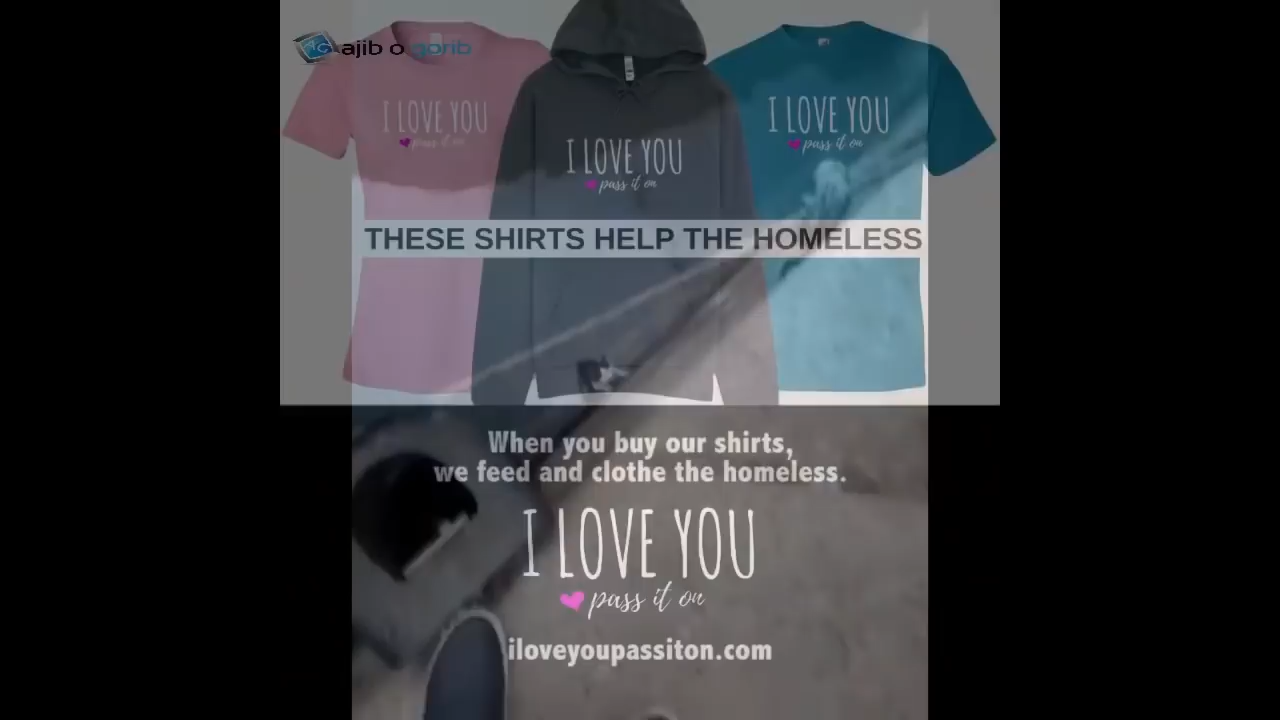 ajib o gorib
I LOVE YOU
pass it on
I LOVE YOU
pass it on
I LOVE YOU
pass it on
THESE SHIRTS HELP THE HOMELESS
When you buy our shirts,
we feed and clothe the homeless.
I LOVE YOU
pass it on
iloveyoupassiton.com